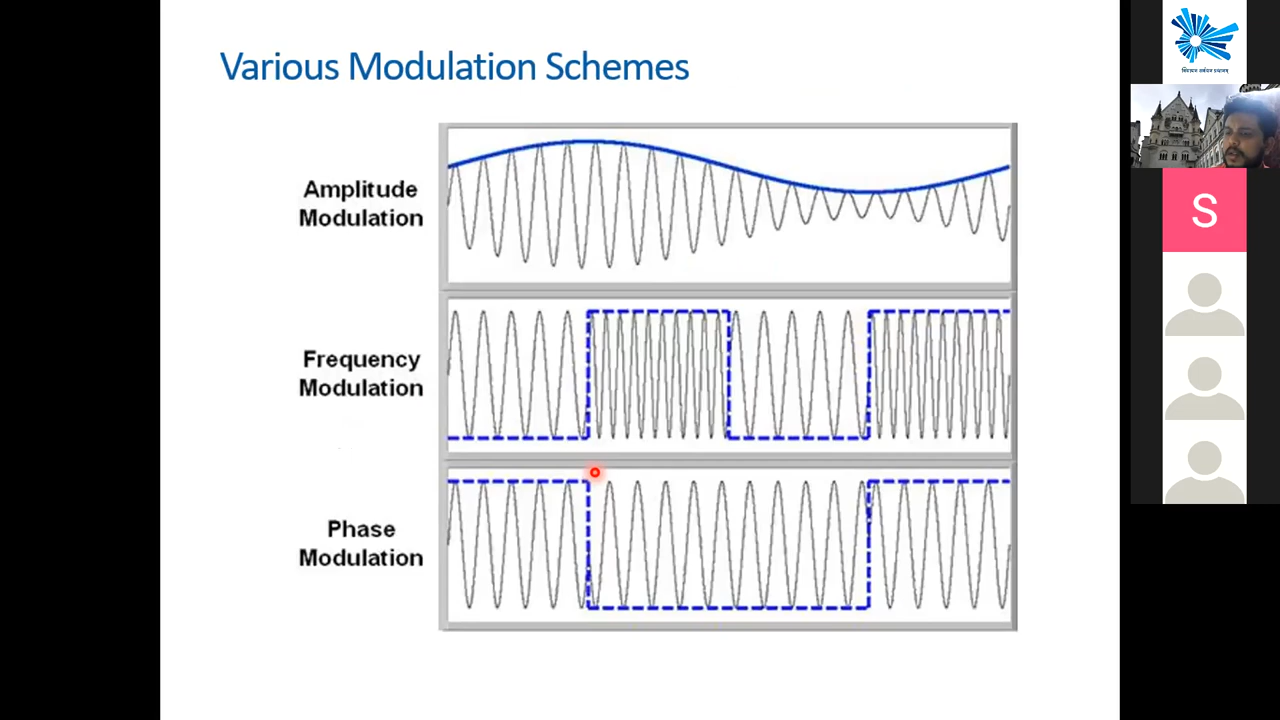 Various Modulation Schemes
Amplitude
Modulation
Frequency
Modulation
Phase
Modulation
S